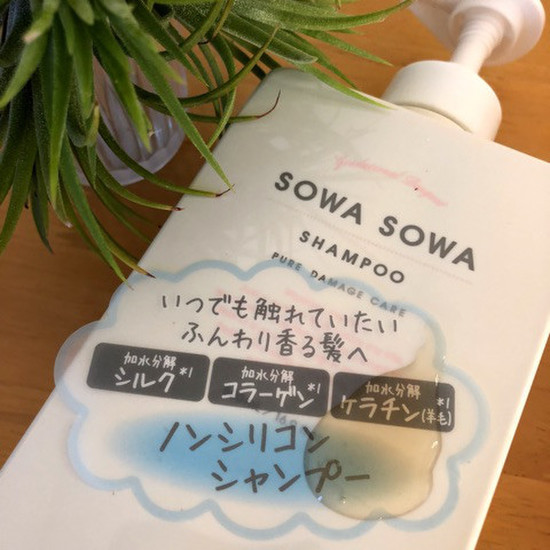 SOWA SOWA
SHAMPOO
PURE DAMAGE CARE
いつでも触れていたい
ふんわり香る髪へ
加水分解 シルク*1
加水分解 コラーゲン*1
加水分解 ケラチン(羊毛)*1
ノンシリコン
シャンプー